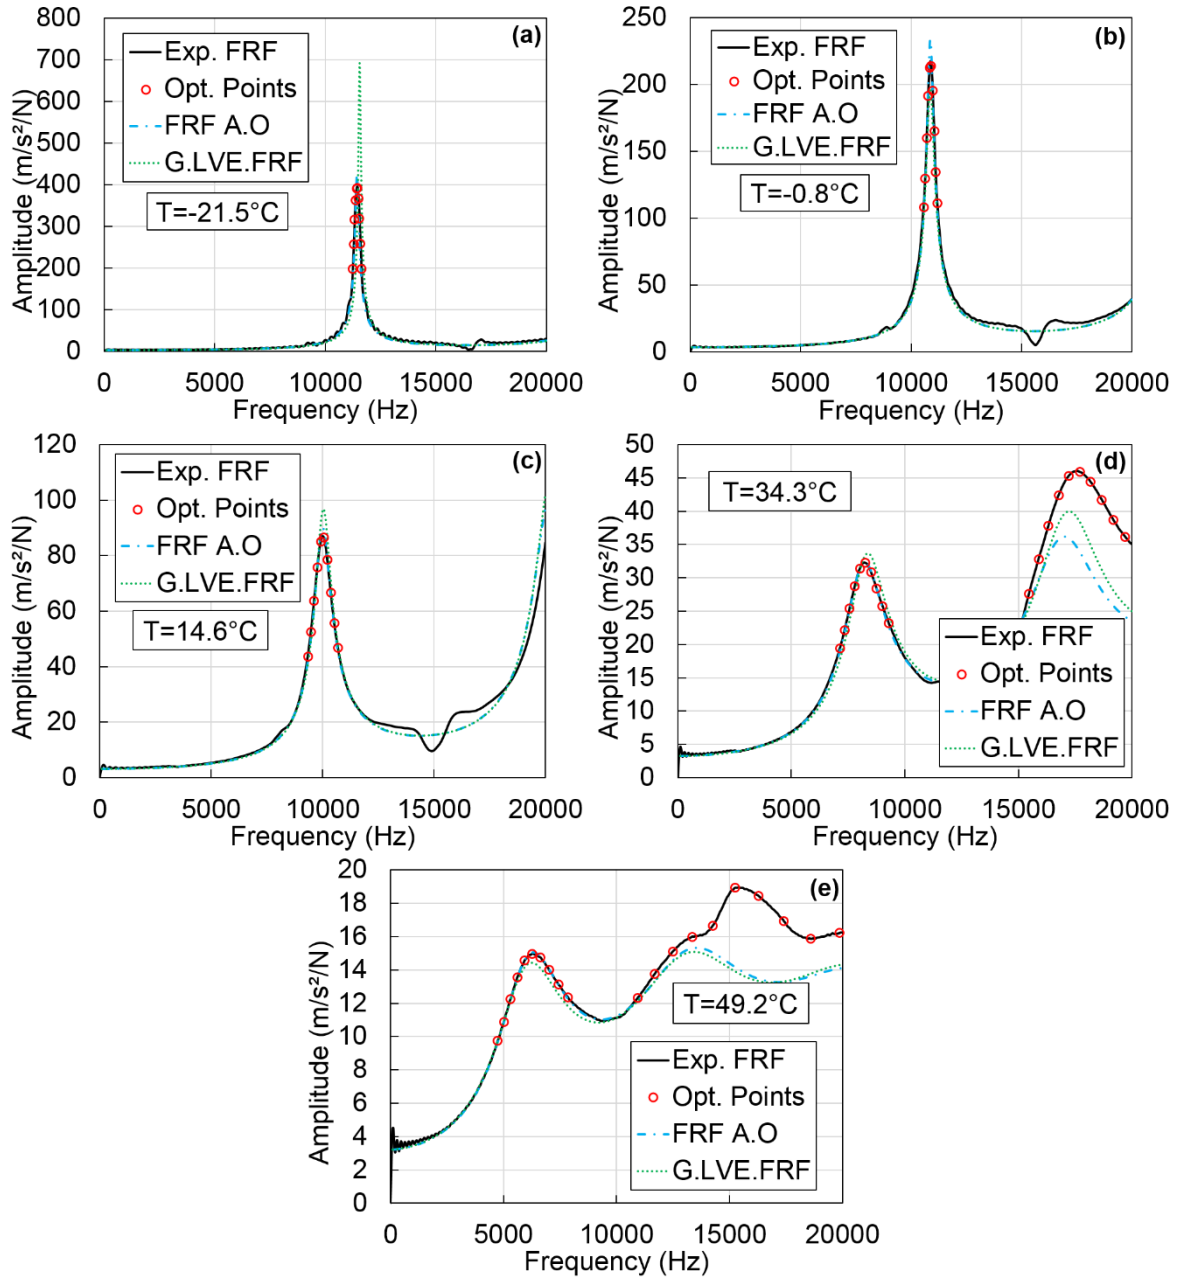 (a)
Exp. FRF
Opt. Points
FRF A.O
G.LVE.FRF
T=-21.5°C
Amplitude (m/s²/N)
800
700
600
500
400
300
200
100
0
0 5000 10000 15000 20000
Frequency (Hz)
(b)
Exp. FRF
Opt. Points
FRF A.O
G.LVE.FRF
T=-0.8°C
Amplitude (m/s²/N)
250
200
150
100
50
0
0 5000 10000 15000 20000
Frequency (Hz)
(c)
Exp. FRF
Opt. Points
FRF A.O
G.LVE.FRF
T=14.6°C
Amplitude (m/s²/N)
120
100
80
60
40
20
0
0 5000 10000 15000 20000
Frequency (Hz)
(d)
T=34.3°C
Exp. FRF
Opt. Points
FRF A.O
G.LVE.FRF
Amplitude (m/s²/N)
50
45
40
35
30
25
20
15
10
5
0
0 5000 10000 15000 20000
Frequency (Hz)
(e)
T=49.2°C
Exp. FRF
Opt. Points
FRF A.O
G.LVE.FRF
Amplitude (m/s²/N)
20
18
16
14
12
10
8
6
4
2
0
0 5000 10000 15000 20000
Frequency (Hz)